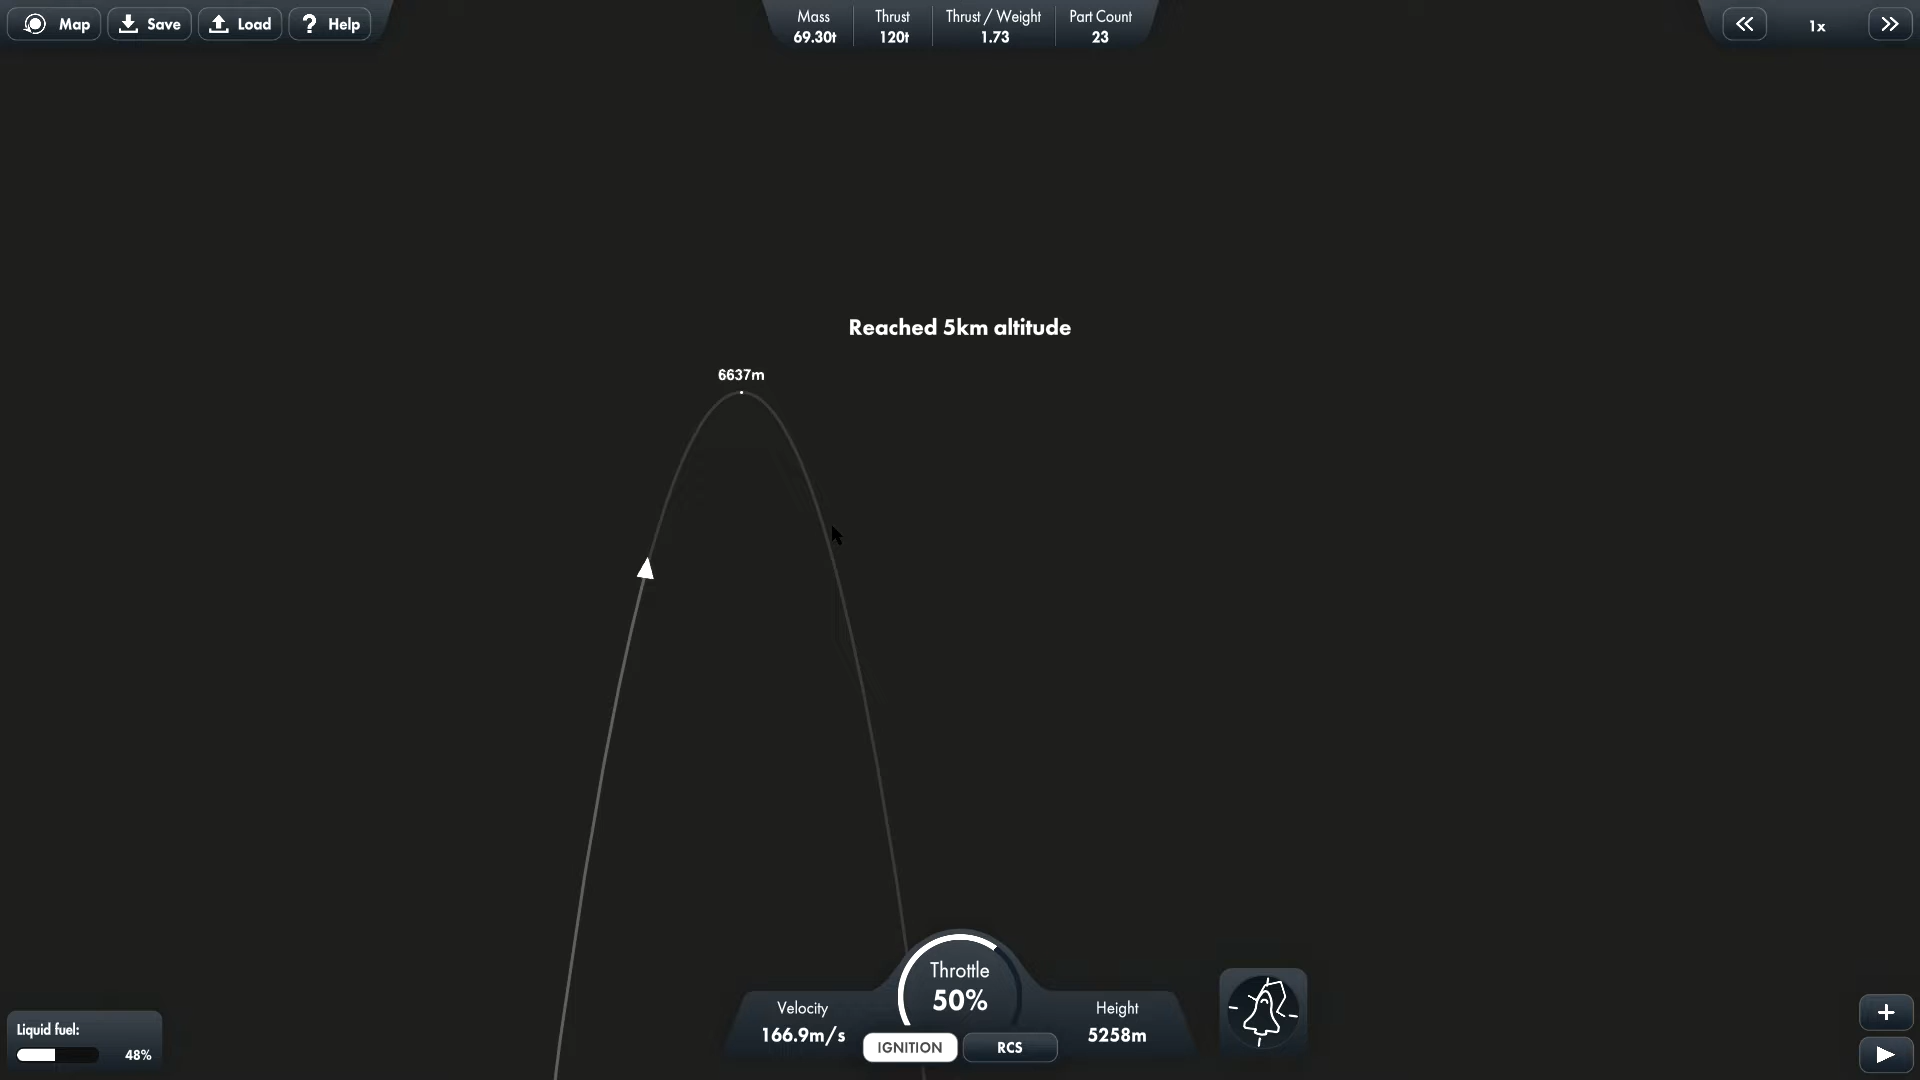 Map
Save
Load
? Help
Mass
69.30t
Thrust
120t
Thrust / Weight
1.73
Part Count
23
1x
Reached 5km altitude
6637m
Throttle
50%
Velocity
166.9m/s
IGNITION
RCS
Height
5258m
Liquid fuel:
48%